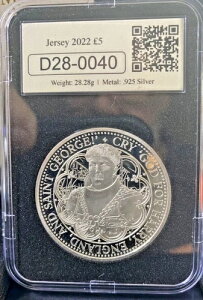 Jersey 2022 £5
D28-0040
Weight: 28.28g | Metal: .925 Silver
CRY 'GOD FOR HARRY, ENGLAND, AND SAINT GEORGE!'